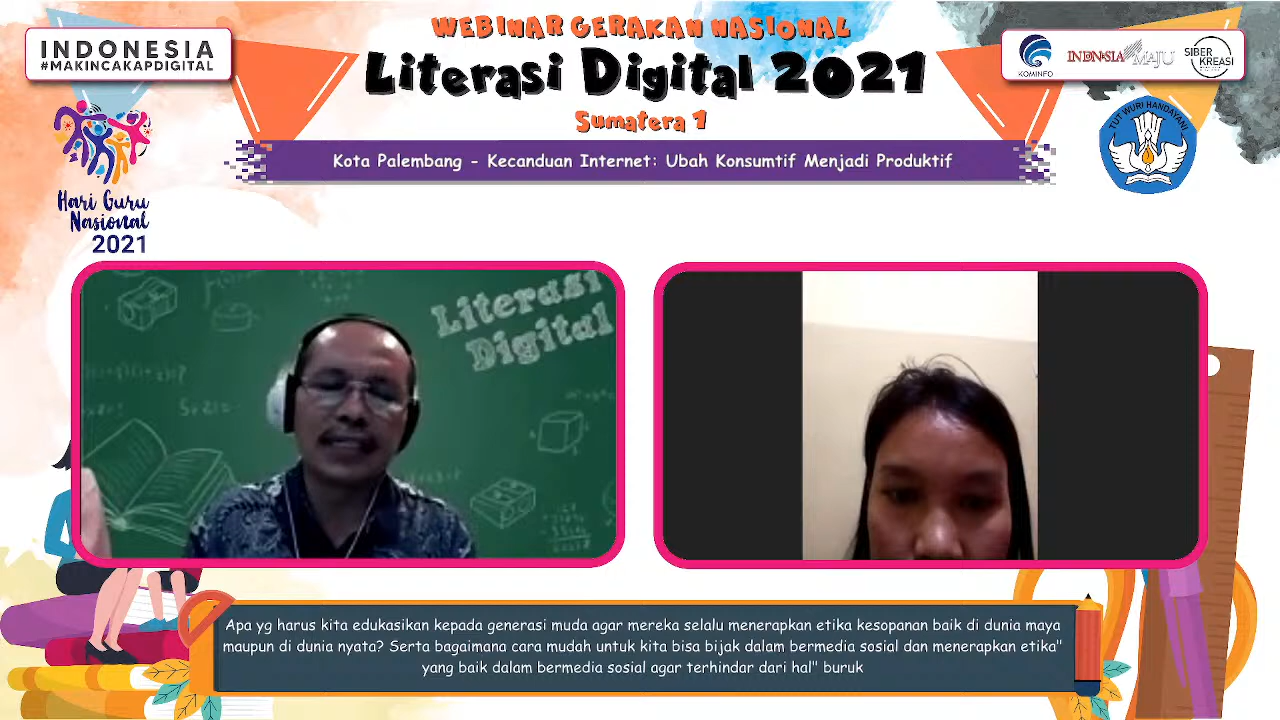 WEBINAR GERAKAN NASIONAL
Literasi Digital 2021
Sumatera 1
INDONESIA
#MAKINCAKAPDIGITAL
KOMINFO
INDONESIA MAJU
SIBER
KREASI
Hari Guru
Nasional
2021
TUT WURI HANDAYANI
Kota Palembang - Kecanduan Internet: Ubah Konsumtif Menjadi Produktif
Literasi
Digital
Apa yg harus kita edukasikan kepada generasi muda agar mereka selalu menerapkan etika kesopanan baik di dunia maya
maupun di dunia nyata? Serta bagaimana cara mudah untuk kita bisa bijak dalam bermedia sosial dan menerapkan etika"
yang baik dalam bermedia sosial agar terhindar dari hal" buruk